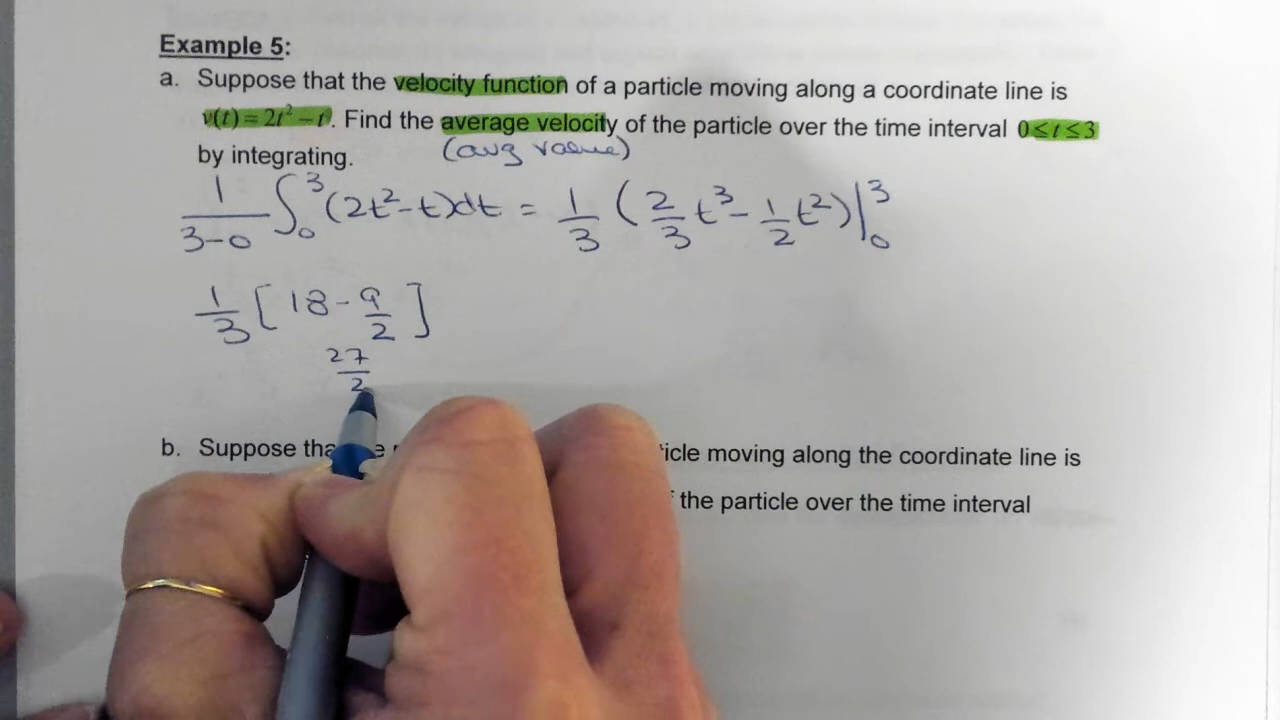 Example 5:
a. Suppose that the velocity function of a particle moving along a coordinate line is
v(t) = 2t² – t. Find the average velocity of the particle over the time interval 0 ≤ t ≤ 3
by integrating. (avg value)
1/(3-0) ∫₀³ (2t²-t)dt = 1/3 (2/3 t³ - 1/2 t²)|₀³
1/3 [18 - 9/2]
27/2
b. Suppose icle moving along the coordinate line is
the particle over the time interval